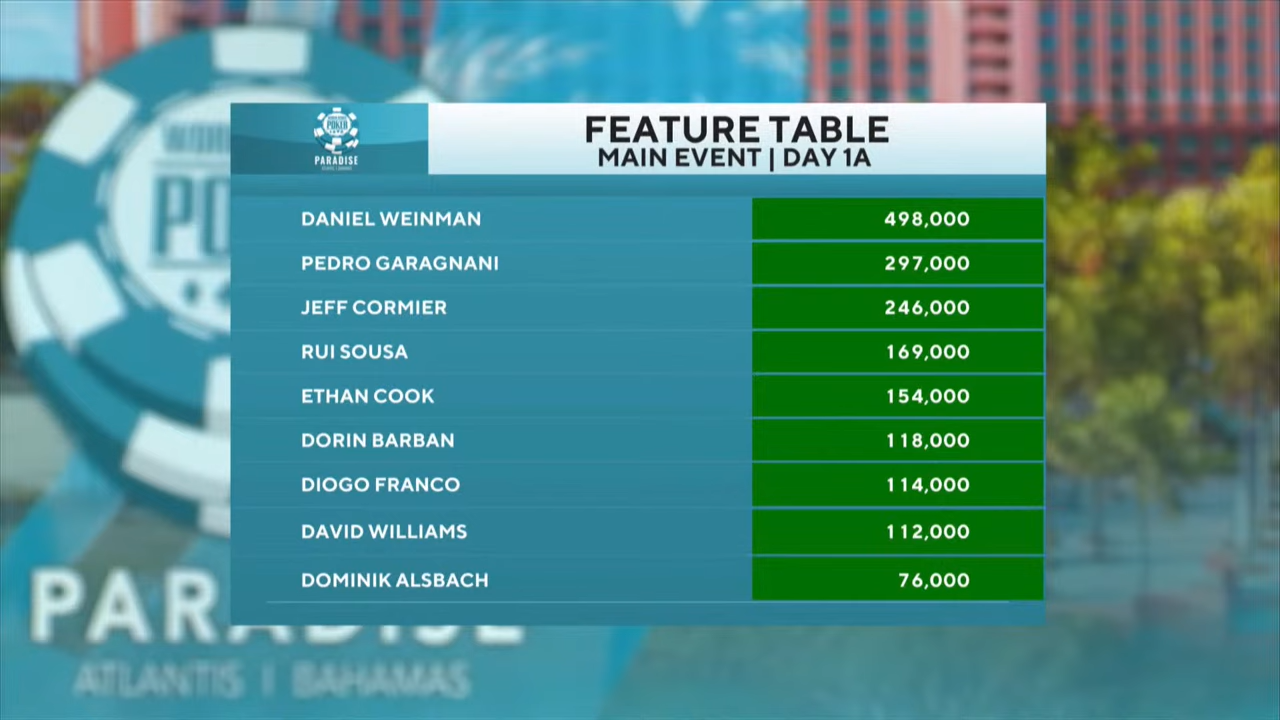 FEATURE TABLE
MAIN EVENT | DAY 1A
PARADISE
DANIEL WEINMAN 498,000
PEDRO GARAGNANI 297,000
JEFF CORMIER 246,000
RUI SOUSA 169,000
ETHAN COOK 154,000
DORIN BARBAN 118,000
DIOGO FRANCO 114,000
DAVID WILLIAMS 112,000
DOMINIK ALSBACH 76,000
PARADISE
ATLANTIS | BAHAMAS